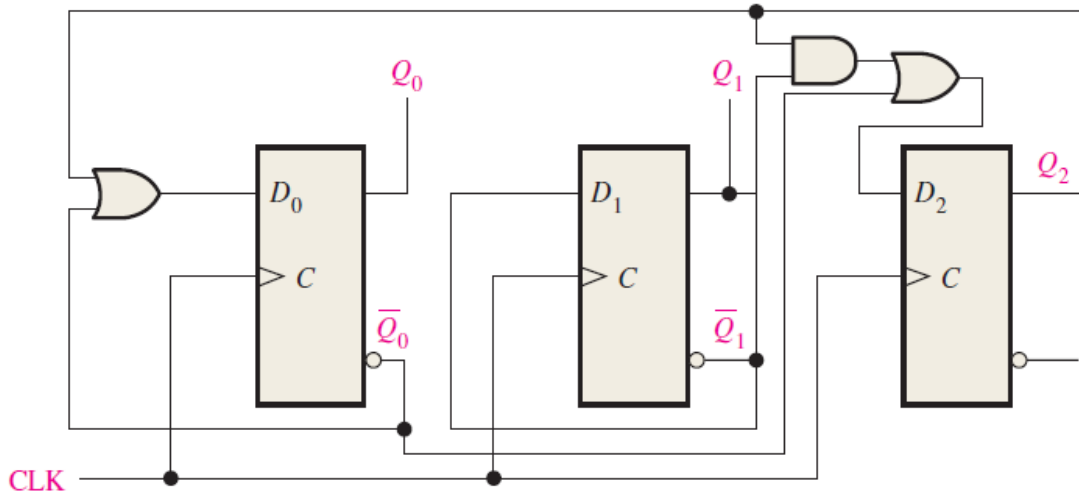 Q₀ Q₁
Q₂
D₀ D₁ D₂
C C C
Q̅₀ Q̅₁
CLK